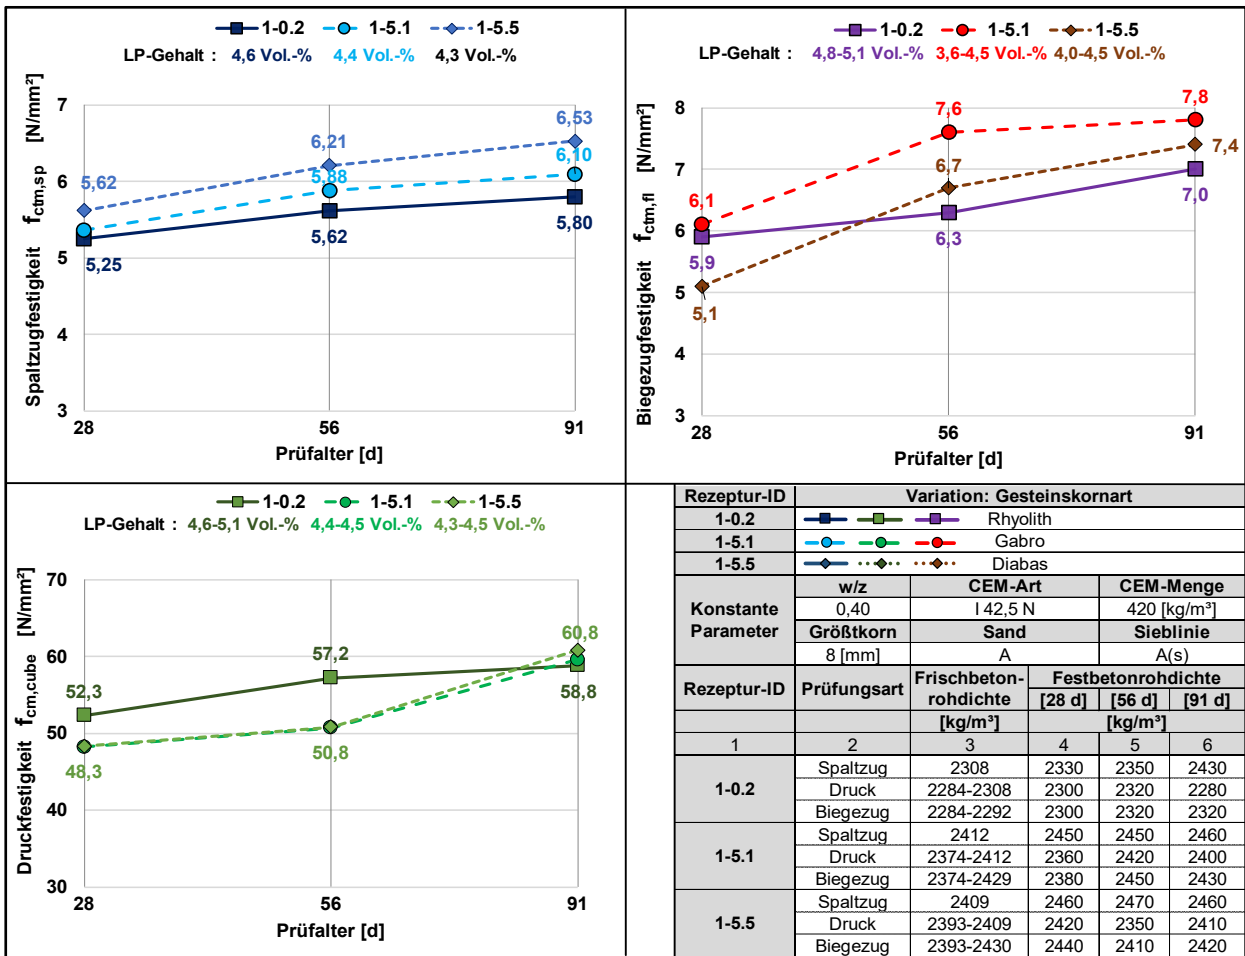 1-0.2 1-5.1 1-5.5
LP-Gehalt : 4,6 Vol.-% 4,4 Vol.-% 4,3 Vol.-%
Spaltzugfestigkeit f_ctm,sp [N/mm²]
7
6
5
4
3
5,62
6,21
6,53
5,88
6,10
5,25
5,62
5,80
28 56 91
Prüfalter [d]
1-0.2 1-5.1 1-5.5
LP-Gehalt : 4,8-5,1 Vol.-% 3,6-4,5 Vol.-% 4,0-4,5 Vol.-%
Biegezugfestigkeit f_ctm,fl [N/mm²]
8
7
6
5
4
3
6,1
7,6
7,8
6,7
7,4
5,9
6,3
7,0
5,1
28 56 91
Prüfalter [d]
1-0.2 1-5.1 1-5.5
LP-Gehalt : 4,6-5,1 Vol.-% 4,4-4,5 Vol.-% 4,3-4,5 Vol.-%
Druckfestigkeit f_cm,cube [N/mm²]
70
60
50
40
30
52,3
57,2
60,8
58,8
48,3
50,8
28 56 91
Prüfalter [d]
Rezeptur-ID Variation: Gesteinskornart
1-0.2 Rhyolith
1-5.1 Gabro
1-5.5 Diabas
Konstante Parameter w/z CEM-Art CEM-Menge
0,40 I 42,5 N 420 [kg/m³]
Größtkorn Sand Sieblinie
8 [mm] A A(s)
Rezeptur-ID Prüfungsart Frischbeton-rohdichte Festbetonrohdichte
[28 d] [56 d] [91 d]
[kg/m³] [kg/m³]
1 2 3 4 5 6
1-0.2 Spaltzug 2308 2330 2350 2430
Druck 2284-2308 2300 2320 2280
Biegezug 2284-2292 2300 2320 2320
1-5.1 Spaltzug 2412 2450 2450 2460
Druck 2374-2412 2360 2420 2400
Biegezug 2374-2429 2380 2450 2430
1-5.5 Spaltzug 2409 2460 2470 2460
Druck 2393-2409 2420 2350 2410
Biegezug 2393-2430 2440 2410 2420